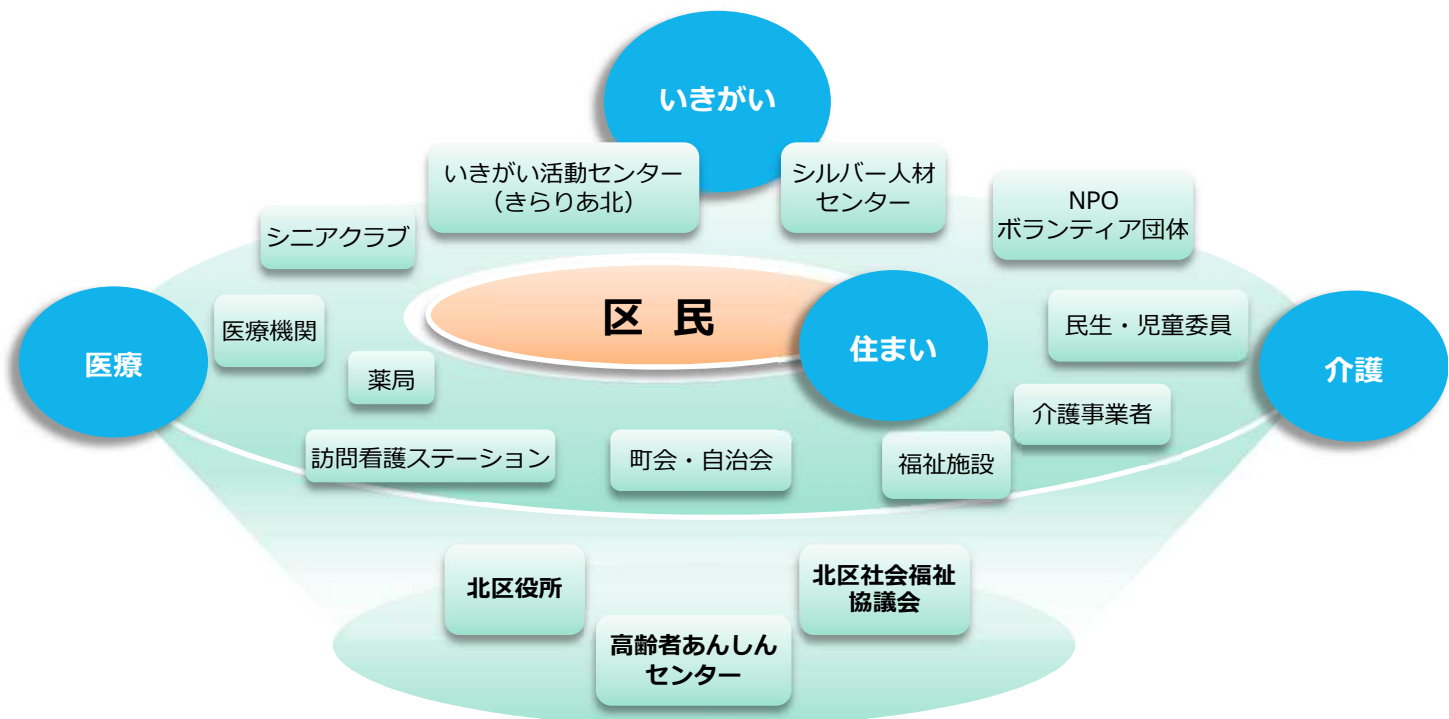 いきがい
いきがい活動センター
（きらりあ北）
シルバー人材
センター
NPO
ボランティア団体
シニアクラブ
区 民
医療機関
民生・児童委員
医療
住まい
介護
薬局
介護事業者
訪問看護ステーション
町会・自治会
福祉施設
北区役所
北区社会福祉
協議会
高齢者あんしん
センター